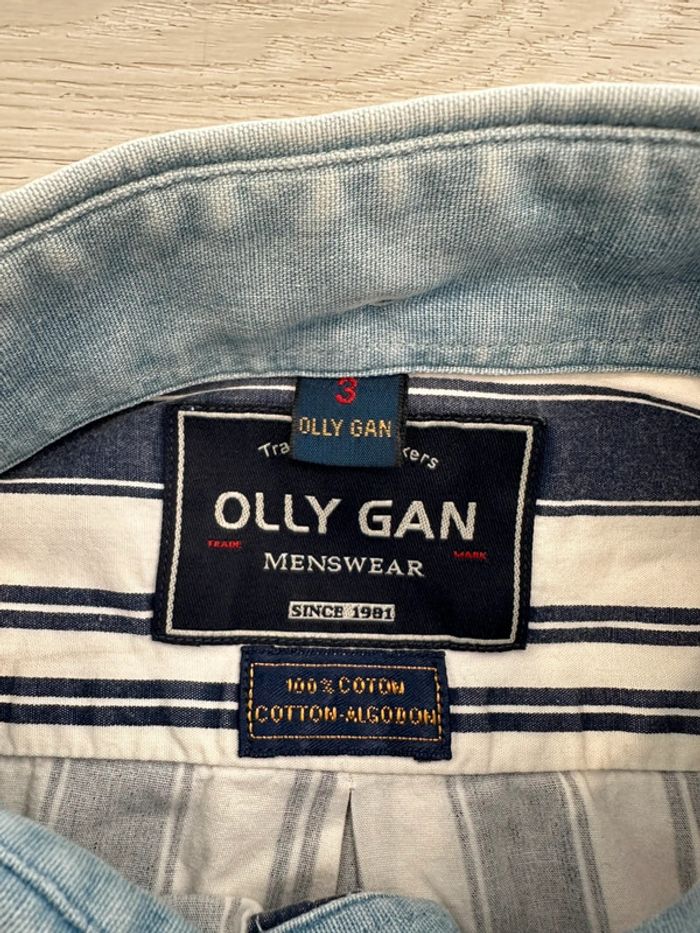 3
OLLY GAN
OLLY GAN
TRADE MARK
MENSWEAR
SINCE 1981
100% COTON
COTTON-ALGODON